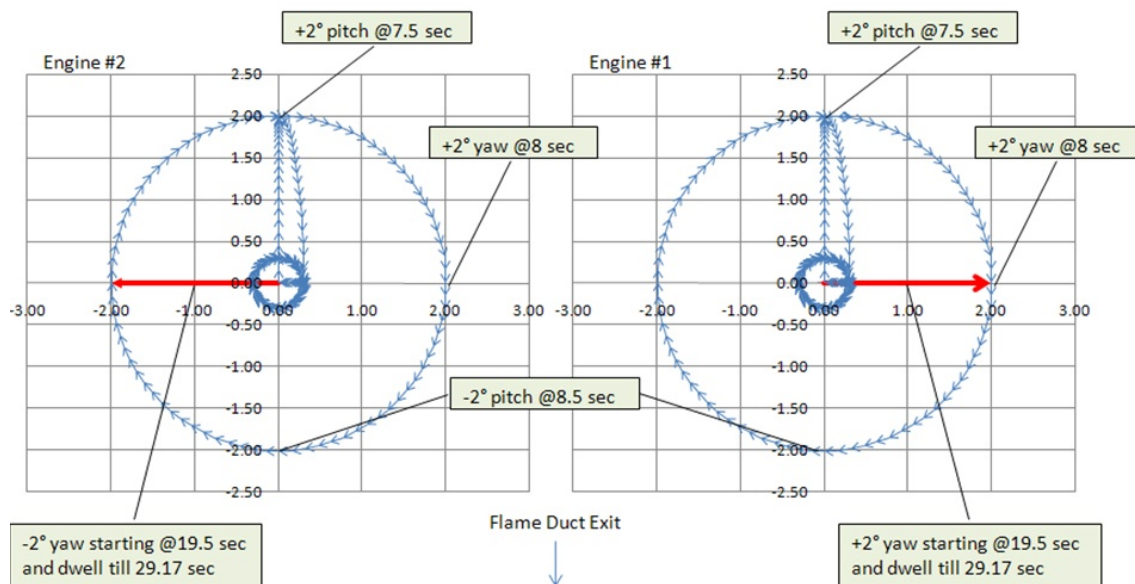 +2° pitch @7.5 sec
+2° pitch @7.5 sec
Engine #2
Engine #1
2.50
2.50
2.00
2.00
1.50
1.50
+2° yaw @8 sec
+2° yaw @8 sec
1.00
1.00
0.50
0.50
0.00
0.00
-3.00 -2.00 -1.00 0.00 1.00 2.00 3.00
-3.00 -2.00 -1.00 0.00 1.00 2.00 3.00
-0.50
-0.50
-1.00
-1.00
-2° pitch @8.5 sec
-1.50
-1.50
-2.00
-2.00
-2.50
-2.50
Flame Duct Exit
-2° yaw starting @19.5 sec
and dwell till 29.17 sec
+2° yaw starting @19.5 sec
and dwell till 29.17 sec